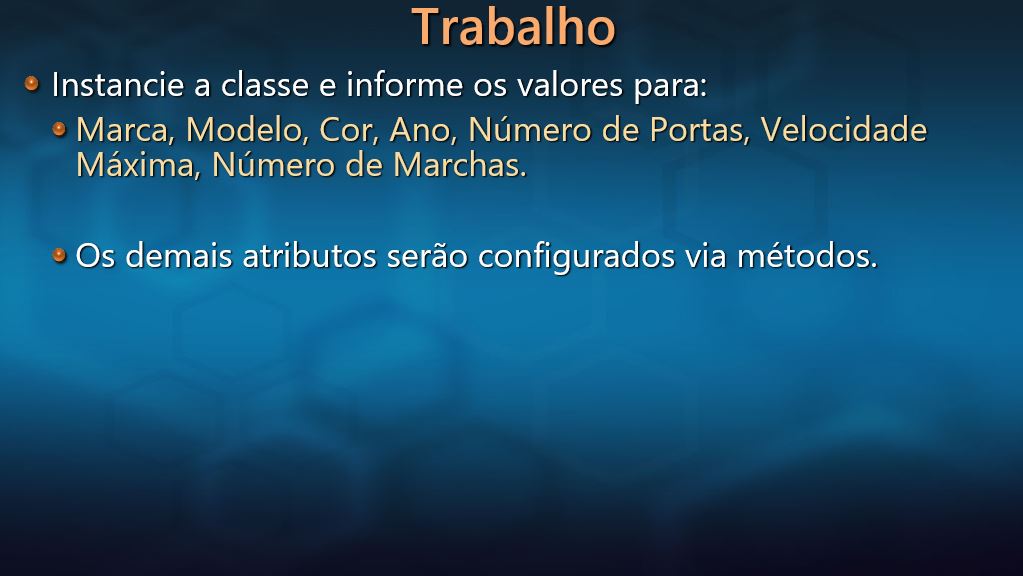 Trabalho
Instancie a classe e informe os valores para:
Marca, Modelo, Cor, Ano, Número de Portas, Velocidade
Máxima, Número de Marchas.
Os demais atributos serão configurados via métodos.